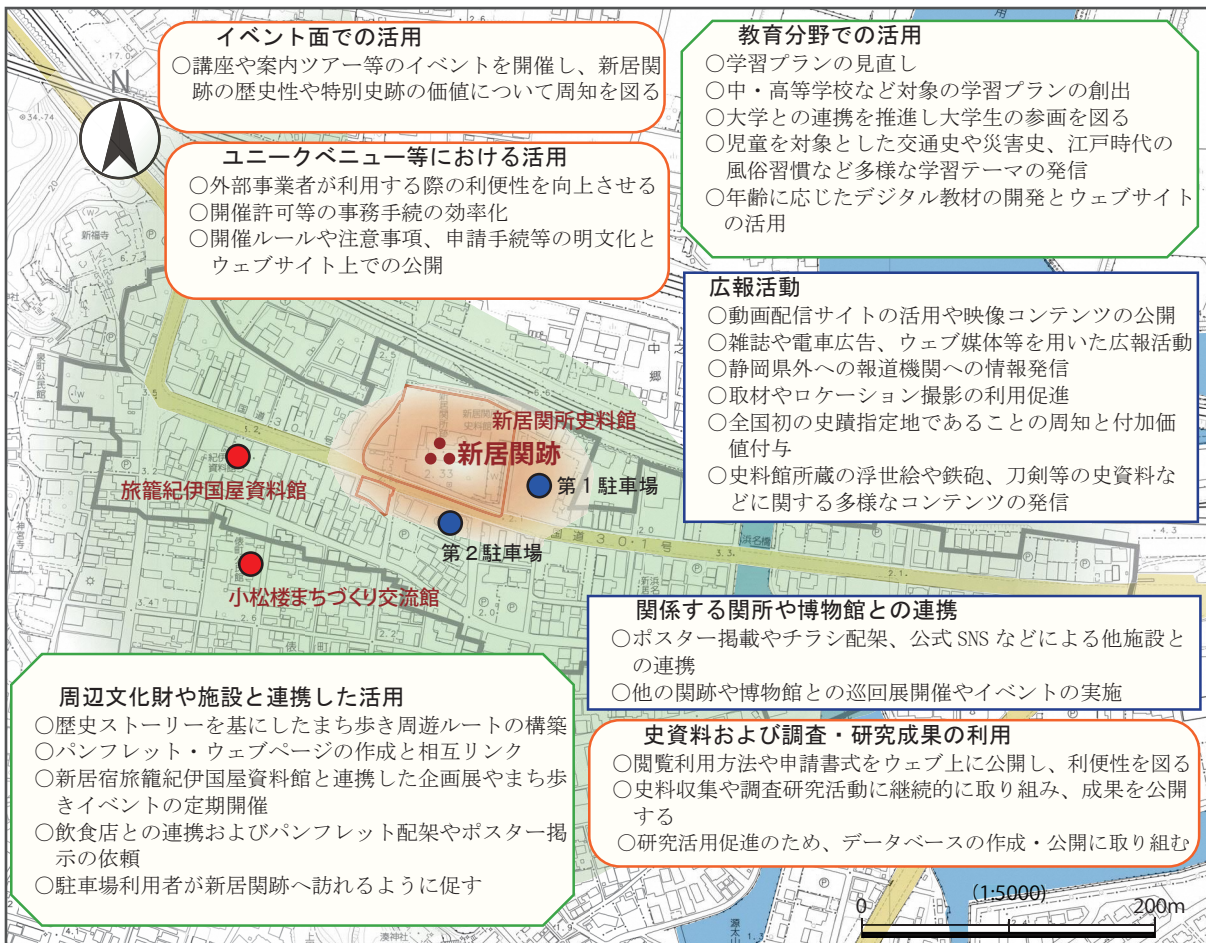 イベント面での活用
○講座や案内ツアー等のイベントを開催し、新居関
跡の歴史性や特別史跡の価値について周知を図る
ユニークベニュー等における活用
○外部事業者が利用する際の利便性を向上させる
○開催許可等の事務手続の効率化
○開催ルールや注意事項、申請手続等の明文化と
ウェブサイト上での公開
教育分野での活用
○学習プランの見直し
○中・高等学校など対象の学習プランの創出
○大学との連携を推進し大学生の参画を図る
○児童を対象とした交通史や災害史、江戸時代の
風俗習慣など多様な学習テーマの発信
○年齢に応じたデジタル教材の開発とウェブサイト
の活用
広報活動
○動画配信サイトの活用や映像コンテンツの公開
○雑誌や電車広告、ウェブ媒体等を用いた広報活動
○静岡県外への報道機関への情報発信
○取材やロケーション撮影の利用促進
○全国初の史蹟指定地であることの周知と付加価
値付与
○史料館所蔵の浮世絵や鉄砲、刀剣等の史資料な
どに関する多様なコンテンツの発信
N
新福寺
中之郷
国道301号
新居関所史料館
新居関跡
第1駐車場
第2駐車場
旅籠紀伊国屋資料館
小松楼まちづくり交流館
国道301号
浜名橋
神宮寺
俵町
関係する関所や博物館との連携
○ポスター掲載やチラシ配架、公式 SNS などによる他施設と
の連携
○他の関跡や博物館との巡回展開催やイベントの実施
周辺文化財や施設と連携した活用
○歴史ストーリーを基にしたまち歩き周遊ルートの構築
○パンフレット・ウェブページの作成と相互リンク
○新居宿旅籠紀伊国屋資料館と連携した企画展やまち歩
きイベントの定期開催
○飲食店との連携およびパンフレット配架やポスター掲
示の依頼
○駐車場利用者が新居関跡へ訪れるように促す
史資料および調査・研究成果の利用
○閲覧利用方法や申請書式をウェブ上に公開し、利便性を図る
○史料収集や調査研究活動に継続的に取り組み、成果を公開
する
○研究活用促進のため、データベースの作成・公開に取り組む
湊神社
源太山
(1:5000)
0
200m